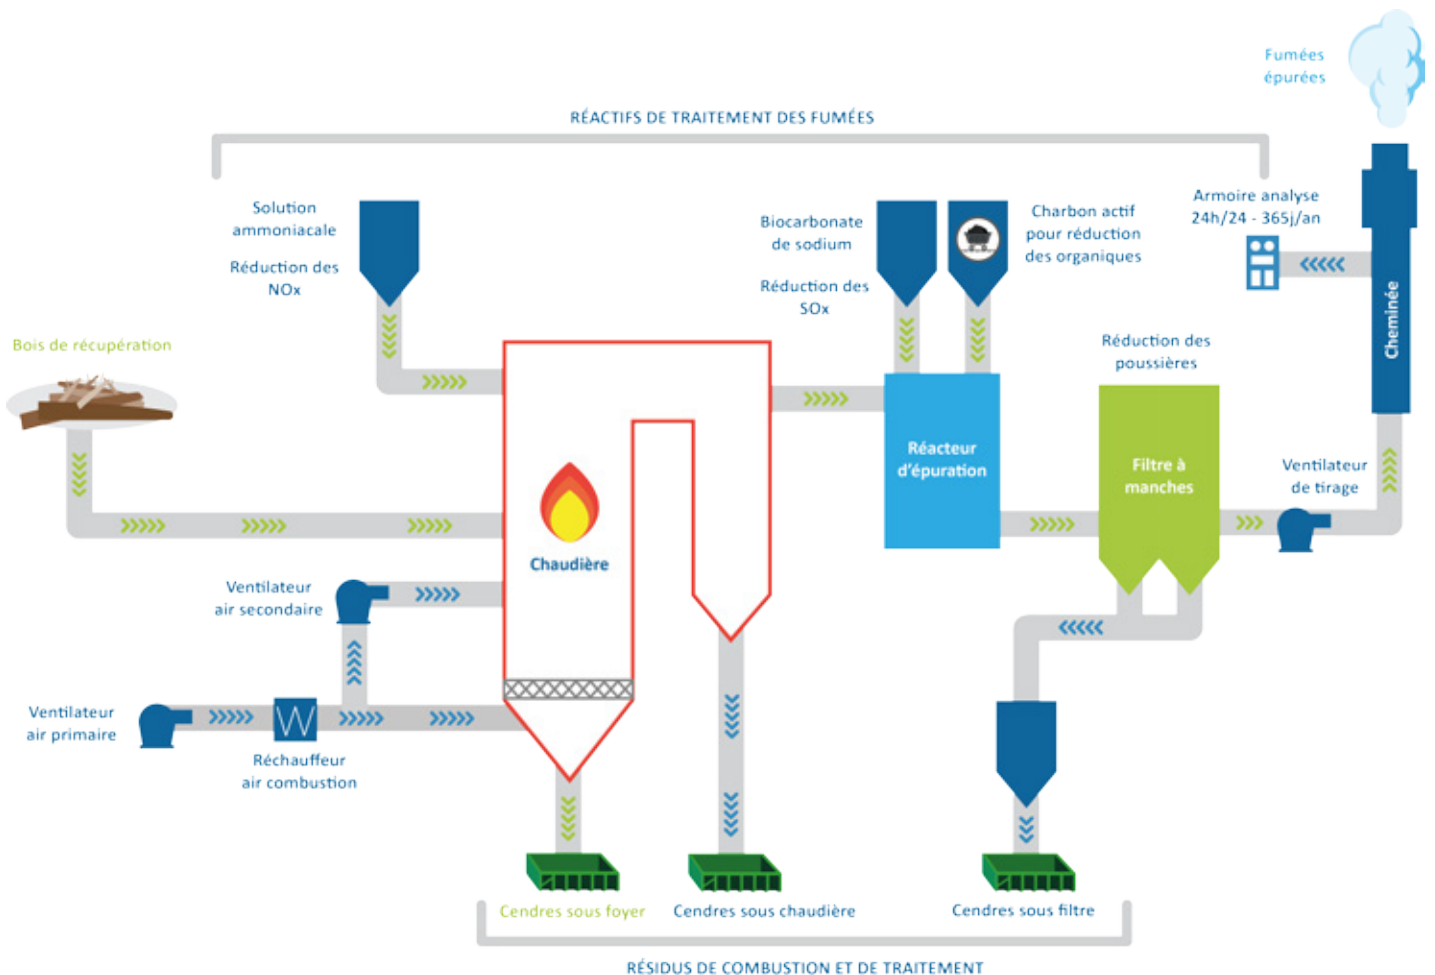 Fumées
épurées
RÉACTIFS DE TRAITEMENT DES FUMÉES
Solution
ammoniacale
Réduction des
NOx
Biocarbonate
de sodium
Réduction des
SOx
Charbon actif
pour réduction
des organiques
Armoire analyse
24h/24 - 365j/an
Cheminée
Bois de récupération
Réduction des
poussières
Réacteur
d'épuration
Filtre à
manches
Ventilateur
de tirage
Chaudière
Ventilateur
air secondaire
Ventilateur
air primaire
Réchauffeur
air combustion
Cendres sous foyer
Cendres sous chaudière
Cendres sous filtre
RÉSIDUS DE COMBUSTION ET DE TRAITEMENT